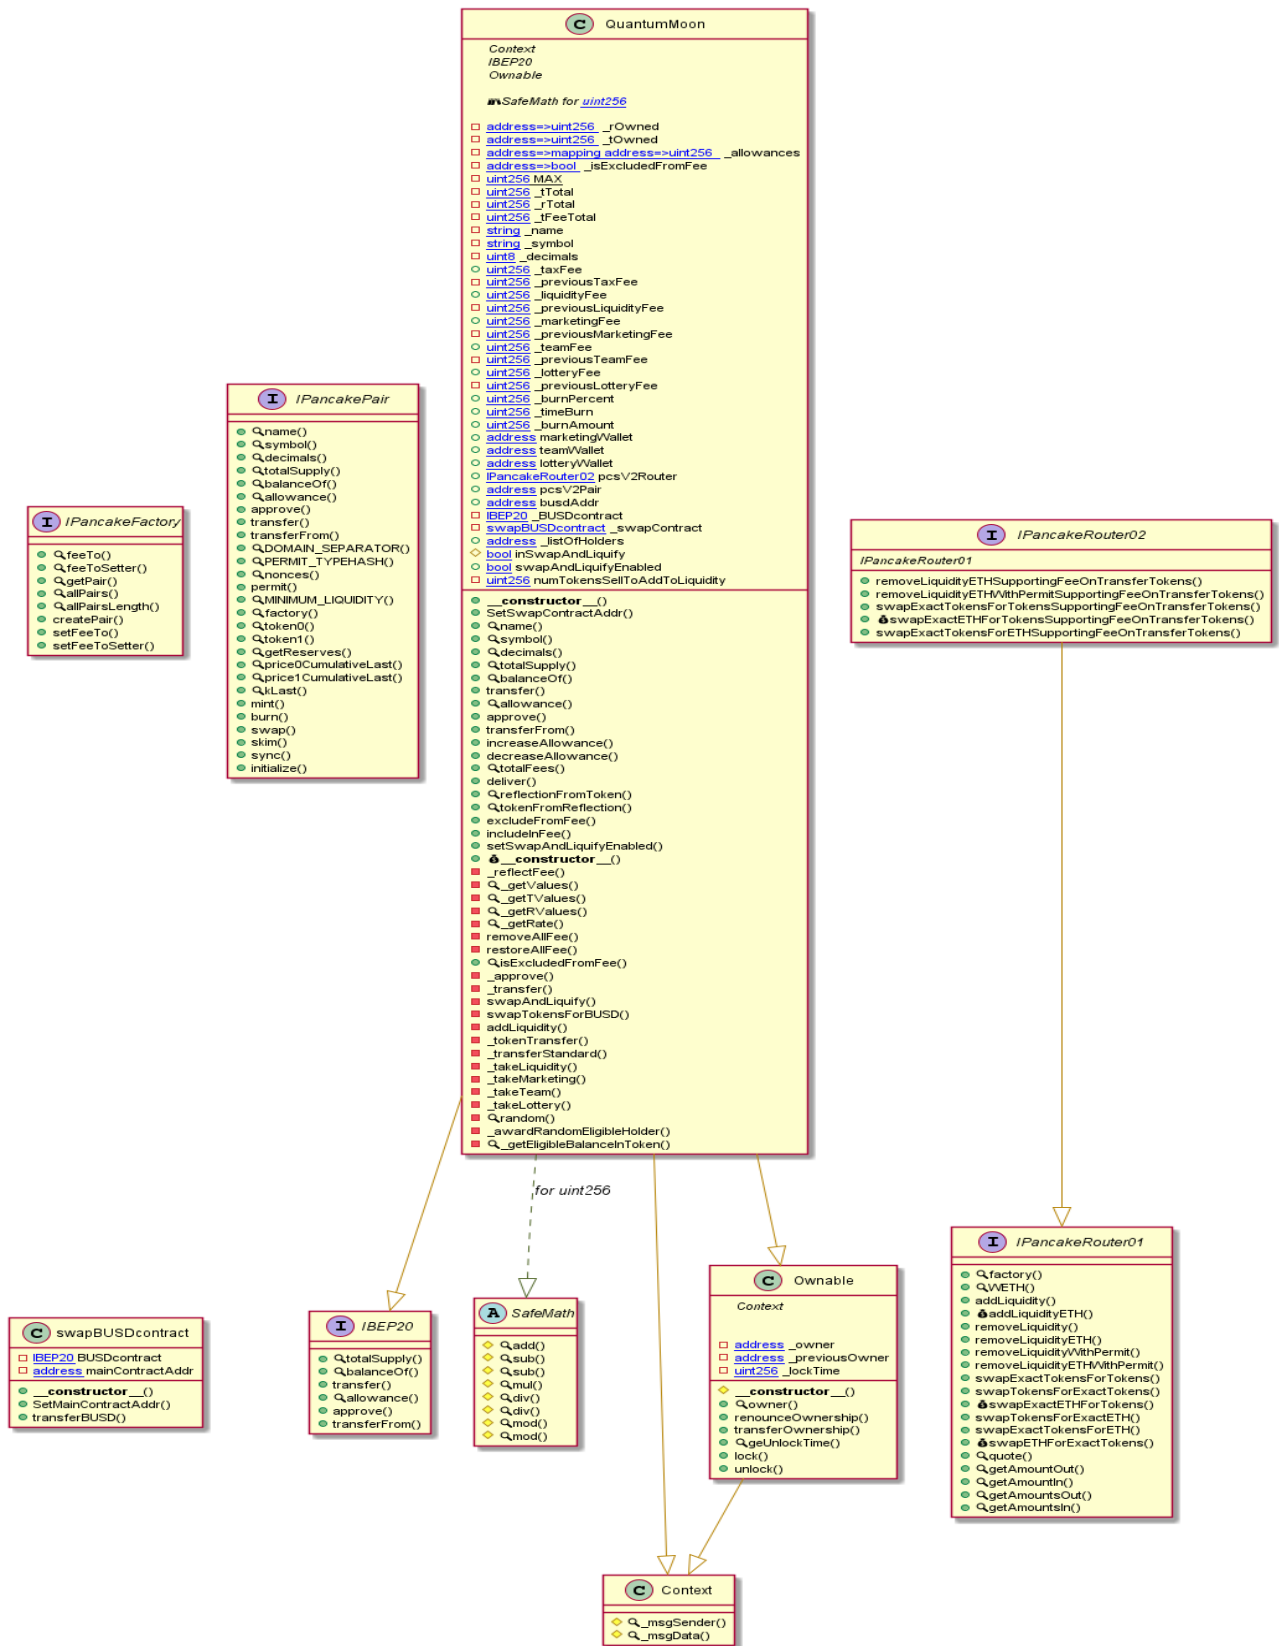 C QuantumMoon
Context
IBEP20
Ownable
SafeMath for uint256
address=>uint256 _rOwned
address=>uint256 _tOwned
address=>mapping address=>uint256 _allowances
address=>bool _isExcludedFromFee
uint256 MAX
uint256 _tTotal
uint256 _rTotal
uint256 _tFeeTotal
string _name
string _symbol
uint8 _decimals
uint256 _taxFee
uint256 _previousTaxFee
uint256 _liquidityFee
uint256 _previousLiquidityFee
uint256 _marketingFee
uint256 _previousMarketingFee
uint256 _teamFee
uint256 _previousTeamFee
uint256 _lotteryFee
uint256 _previousLotteryFee
uint256 _burnPercent
uint256 _timeBurn
uint256 _burnAmount
address marketingWallet
address teamWallet
address lotteryWallet
IPancakeRouter02 pcsV2Router
address pcsV2Pair
address busdAddr
IBEP20 _BUSDcontract
swapBUSDcontract _swapContract
address _listOfHolders
bool inSwapAndLiquify
bool swapAndLiquifyEnabled
uint256 numTokensSellToAddToLiquidity
__constructor__()
SetSwapContractAddr()
name()
symbol()
decimals()
totalSupply()
balanceOf()
transfer()
allowance()
approve()
transferFrom()
increaseAllowance()
decreaseAllowance()
totalFees()
deliver()
reflectionFromToken()
tokenFromReflection()
excludeFromFee()
includeInFee()
setSwapAndLiquifyEnabled()
__constructor__()
_reflectFee()
_getValues()
_getTValues()
_getRValues()
_getRate()
removeAllFee()
restoreAllFee()
isExcludedFromFee()
_approve()
_transfer()
swapAndLiquify()
swapTokensForBUSD()
addLiquidity()
_tokenTransfer()
_transferStandard()
_takeLiquidity()
_takeMarketing()
_takeTeam()
_takeLottery()
random()
_awardRandomEligibleHolder()
_getEligibleBalanceInToken()
I IPancakePair
name()
symbol()
decimals()
totalSupply()
balanceOf()
allowance()
approve()
transfer()
transferFrom()
DOMAIN_SEPARATOR()
PERMIT_TYPEHASH()
nonces()
permit()
MINIMUM_LIQUIDITY()
factory()
token0()
token1()
getReserves()
price0CumulativeLast()
price1CumulativeLast()
kLast()
mint()
burn()
swap()
skim()
sync()
initialize()
I IPancakeFactory
feeTo()
feeToSetter()
getPair()
allPairs()
allPairsLength()
createPair()
setFeeTo()
setFeeToSetter()
I IPancakeRouter02
IPancakeRouter01
removeLiquidityETHSupportingFeeOnTransferTokens()
removeLiquidityETHWithPermitSupportingFeeOnTransferTokens()
swapExactTokensForTokensSupportingFeeOnTransferTokens()
swapExactETHForTokensSupportingFeeOnTransferTokens()
swapExactTokensForETHSupportingFeeOnTransferTokens()
for uint256
C swapBUSDcontract
IBEP20 BUSDcontract
address mainContractAddr
__constructor__()
SetMainContractAddr()
transferBUSD()
I IBEP20
totalSupply()
balanceOf()
transfer()
allowance()
approve()
transferFrom()
A SafeMath
add()
sub()
sub()
mul()
div()
div()
mod()
mod()
C Ownable
Context
address _owner
address _previousOwner
uint256 _lockTime
__constructor__()
owner()
renounceOwnership()
transferOwnership()
geUnlockTime()
lock()
unlock()
I IPancakeRouter01
factory()
WETH()
addLiquidity()
addLiquidityETH()
removeLiquidity()
removeLiquidityETH()
removeLiquidityWithPermit()
removeLiquidityETHWithPermit()
swapExactTokensForTokens()
swapTokensForExactTokens()
swapExactETHForTokens()
swapTokensForExactETH()
swapExactTokensForETH()
swapETHForExactTokens()
quote()
getAmountOut()
getAmountIn()
getAmountsOut()
getAmountsIn()
C Context
_msgSender()
_msgData()